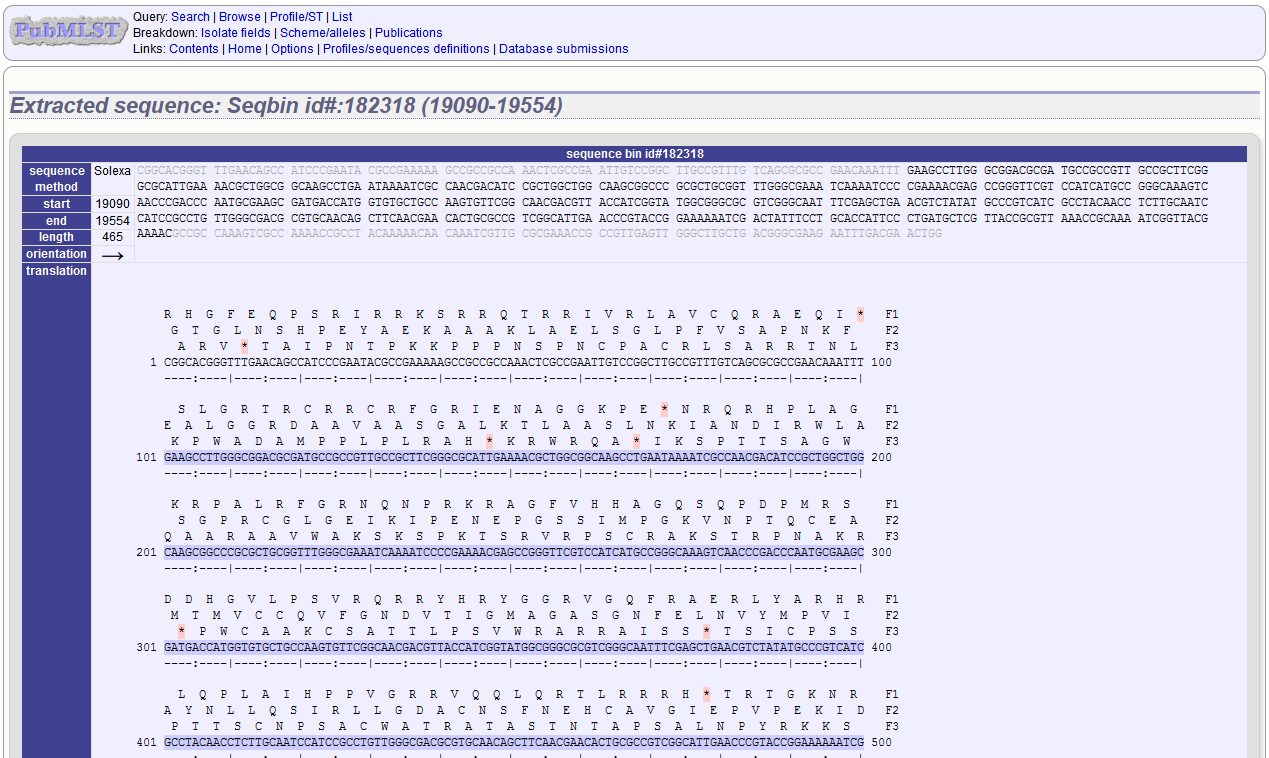 PubMLST
Query: Search | Browse | Profile/ST | List
Breakdown: Isolate fields | Scheme/alleles | Publications
Links: Contents | Home | Options | Profiles/sequences definitions | Database submissions
Extracted sequence: Seqbin id#:182318 (19090-19554)
sequence bin id#182318
sequence method Solexa
start 19090
end 19554
length 465
orientation →
CGGCACGGGT TTGAACAGCC ATCCCGAATA CGCCGAAAAA GCCGCCGCCA AACTCGCCGA ATTGTCCGGC TTGCCGTTTG TCAGCGCGCC GAACAAATTT GAAGCCTTGG GCGGACGCGA TGCCGCCGTT GCCGCTTCGG
GCGCATTGAA AACGCTGGCG GCAAGCCTGA ATAAAATCGC CAACGACATC CGCTGGCTGG CAAGCGGCCC GCGCTGCGGT TTGGGCGAAA TCAAAATCCC CGAAAACGAG CCGGGTTCGT CCATCATGCC GGGCAAAGTC
AACCCGACCC AATGCGAAGC GATGACCATG GTGTGCTGCC AAGTGTTCGG CAACGACGTT ACCATCGGTA TGGCGGGCGC GTCGGGCAAT TTCGAGCTGA ACGTCTATAT GCCCGTCATC GCCTACAACC TCTTGCAATC
CATCCGCCTG TTGGGCGACG CGTGCAACAG CTTCAACGAA CACTGCGCCG TCGGCATTGA ACCCGTACCG GAAAAAATCG ACTATTTCCT GCACCATTCC CTGATGCTCG TTACCGCGTT AAACCGCAAA ATCGGTTACG
AAAACGCCGC CAAAGTCGCC AAAACCGCCT ACAAAAACAA CAAATCGTTG CGCGAAACCG CCGTTGAGTT GGGCTTGCTG ACGGGCGAAG AATTTGACGA ACTGG
translation
R H G F E Q P S R I R R K S R R Q T R R I V R L A V C Q R A E Q I * F1
G T G L N S H P E Y A E K A A A K L A E L S G L P F V S A P N K F F2
A R V * T A I P N T P K K P P P N S P N C P A C R L S A R R T N L F3
1 CGGCACGGGTTTGAACAGCCATCCCGAATACGCCGAAAAAGCCGCCGCCAAACTCGCCGAATTGTCCGGCTTGCCGTTTGTCAGCGCGCCGAACAAATTT 100
----:----|----:----|----:----|----:----|----:----|----:----|----:----|----:----|----:----|----:----|
S L G R T R C R R C R F G R I E N A G G K P E * N R Q R H P L A G F1
E A L G G R D A A V A A S G A L K T L A A S L N K I A N D I R W L A F2
K P W A D A M P P L P L R A H * K R W R Q A * I K S P T T S A G W F3
101 GAAGCCTTGGGCGGACGCGATGCCGCCGTTGCCGCTTCGGGCGCATTGAAAACGCTGGCGGCAAGCCTGAATAAAATCGCCAACGACATCCGCTGGCTGG 200
----:----|----:----|----:----|----:----|----:----|----:----|----:----|----:----|----:----|----:----|
K R P A L R F G R N Q N P R K R A G F V H H A G Q S Q P D P M R S F1
S G P R C G L G E I K I P E N E P G S S I M P G K V N P T Q C E A F2
Q A A R A A V W A K S K S P K T S R V R P S C R A K S T R P N A K R F3
201 CAAGCGGCCCGCGCTGCGGTTTGGGCGAAATCAAAATCCCCGAAAACGAGCCGGGTTCGTCCATCATGCCGGGCAAAGTCAACCCGACCCAATGCGAAGC 300
----:----|----:----|----:----|----:----|----:----|----:----|----:----|----:----|----:----|----:----|
D D H G V L P S V R Q R R Y H R Y G G R V G Q F R A E R L Y A R H R F1
M T M V C C Q V F G N D V T I G M A G A S G N F E L N V Y M P V I F2
* P W C A A K C S A T T L P S V W R A R R A I S S * T S I C P S S F3
301 GATGACCATGGTGTGCTGCCAAGTGTTCGGCAACGACGTTACCATCGGTATGGCGGGCGCGTCGGGCAATTTCGAGCTGAACGTCTATATGCCCGTCATC 400
----:----|----:----|----:----|----:----|----:----|----:----|----:----|----:----|----:----|----:----|
L Q P L A I H P P V G R R V Q Q L Q R T L R R R H * T R T G K N R F1
A Y N L L Q S I R L L G D A C N S F N E H C A V G I E P V P E K I D F2
P T T S C N P S A C W A T R A T A S T N T A P S A L N P Y R K K S F3
401 GCCTACAACCTCTTGCAATCCATCCGCCTGTTGGGCGACGCGTGCAACAGCTTCAACGAACACTGCGCCGTCGGCATTGAACCCGTACCGGAAAAAATCG 500